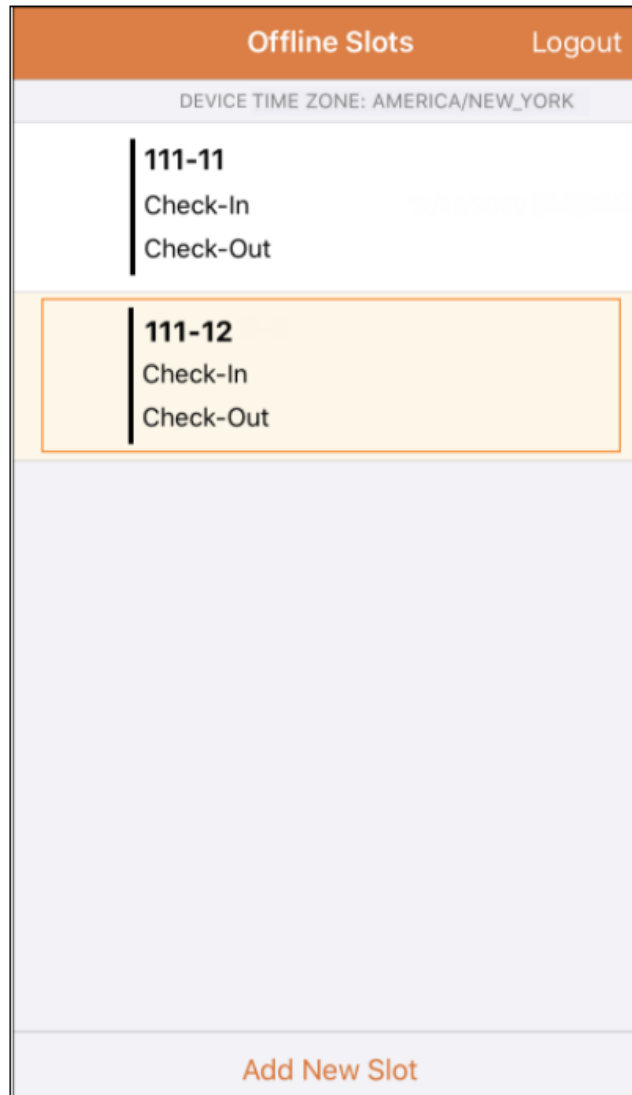 Offline Slots Logout
DEVICE TIME ZONE: AMERICA/NEW_YORK
111-11
Check-In
Check-Out
111-12
Check-In
Check-Out
Add New Slot